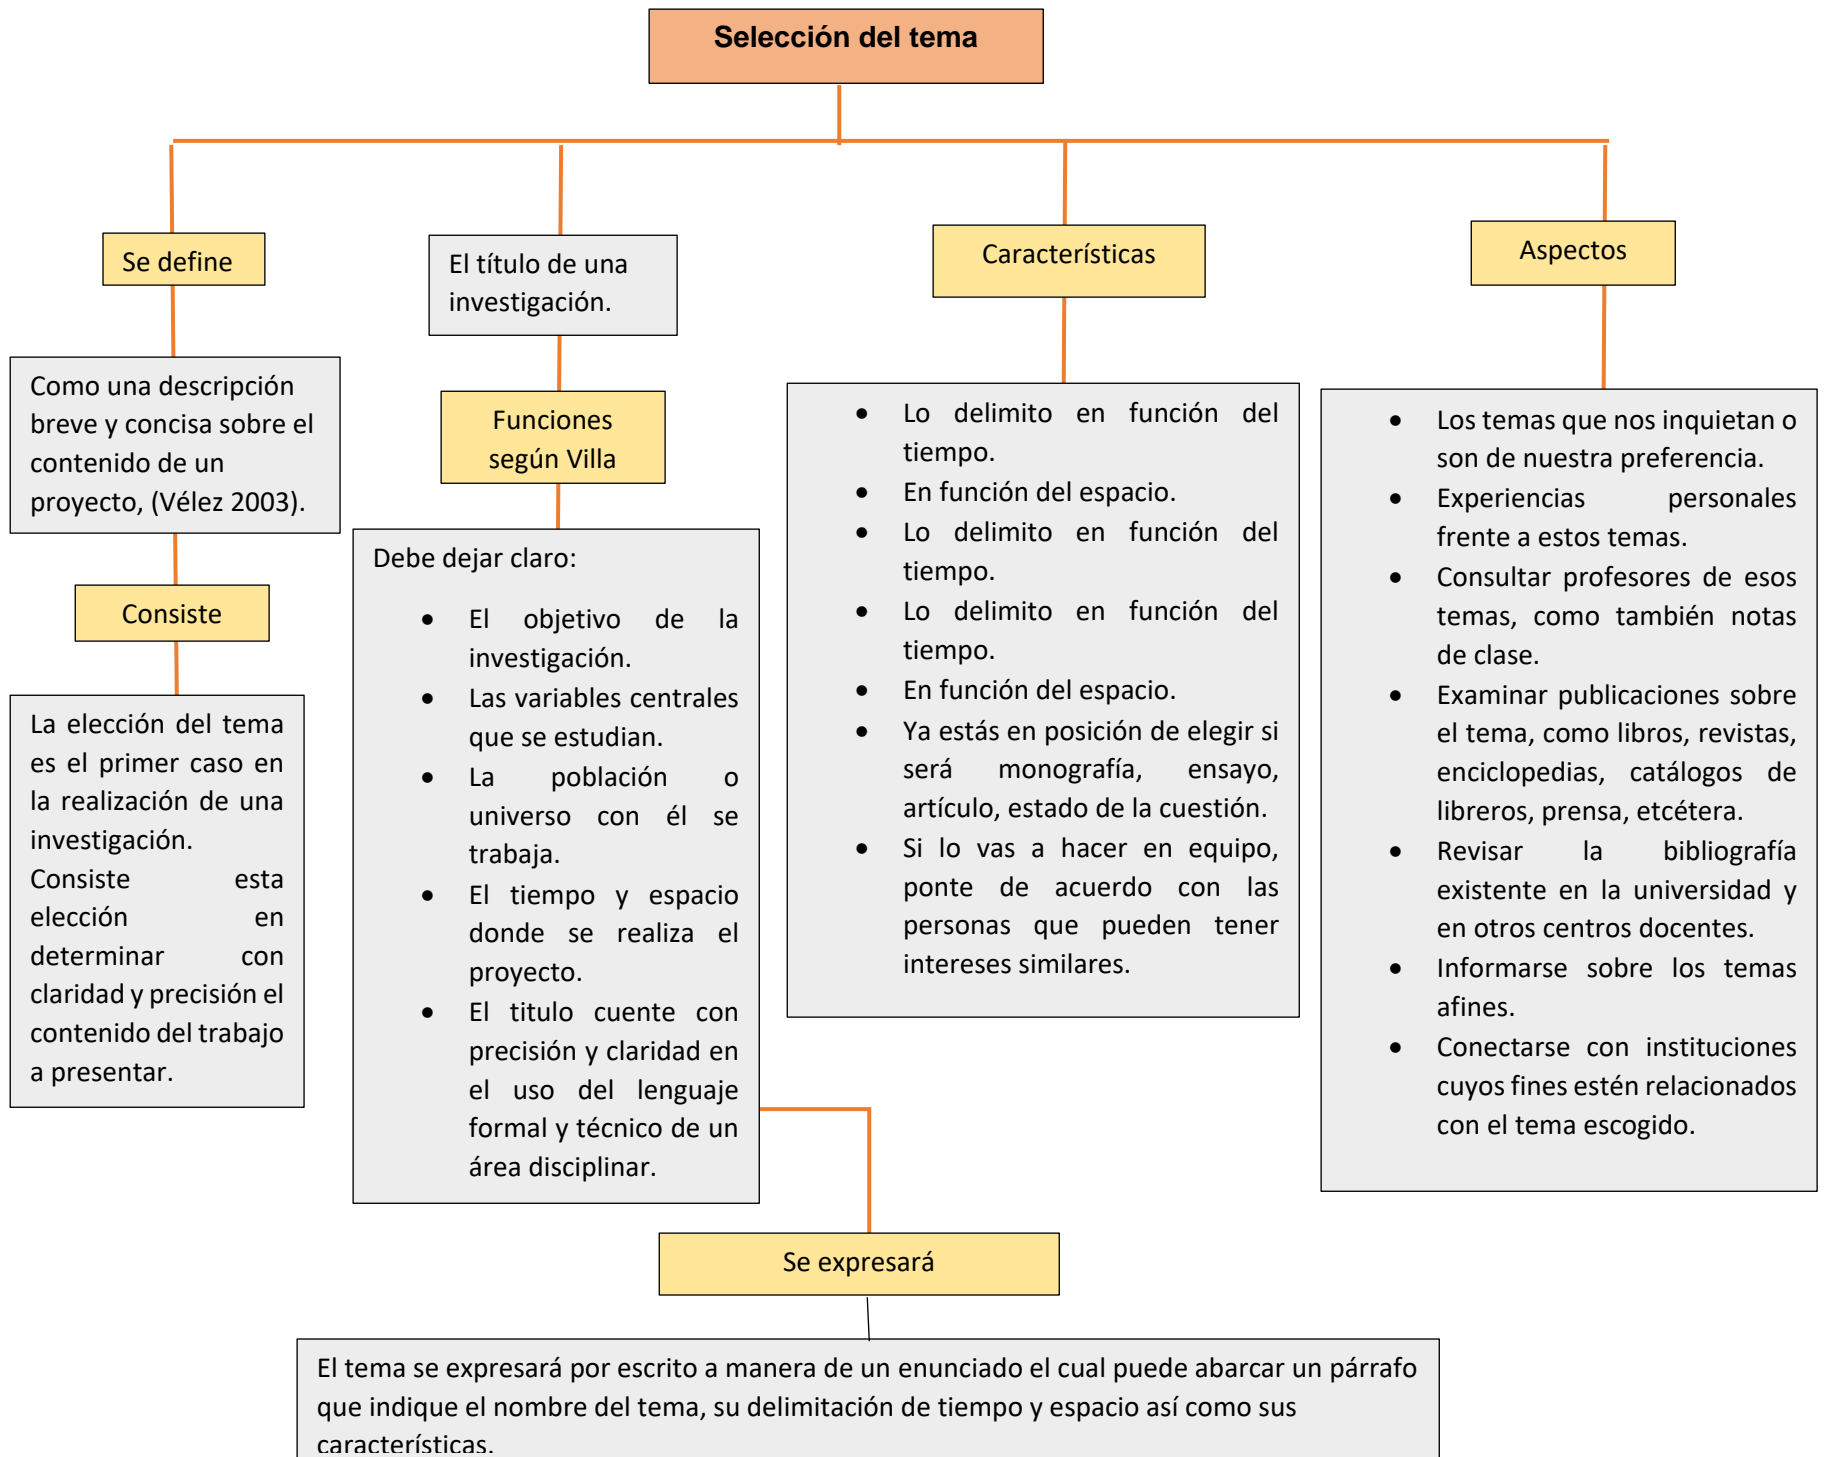 Selección del tema
Se define
Como una descripción
breve y concisa sobre el
contenido de un
proyecto, (Vélez 2003).
Consiste
La elección del tema
es el primer caso en
la realización de una
investigación.
Consiste esta
elección en
determinar con
claridad y precisión el
contenido del trabajo
a presentar.
El título de una
investigación.
Funciones
según Villa
Debe dejar claro:
• El objetivo de la
investigación.
• Las variables centrales
que se estudian.
• La población o
universo con él se
trabaja.
• El tiempo y espacio
donde se realiza el
proyecto.
• El titulo cuente con
precisión y claridad en
el uso del lenguaje
formal y técnico de un
área disciplinar.
Se expresará
El tema se expresará por escrito a manera de un enunciado el cual puede abarcar un párrafo
que indique el nombre del tema, su delimitación de tiempo y espacio así como sus
características.
Características
• Lo delimito en función del
tiempo.
• En función del espacio.
• Lo delimito en función del
tiempo.
• Lo delimito en función del
tiempo.
• En función del espacio.
• Ya estás en posición de elegir si
será monografía, ensayo,
artículo, estado de la cuestión.
• Si lo vas a hacer en equipo,
ponte de acuerdo con las
personas que pueden tener
intereses similares.
Aspectos
• Los temas que nos inquietan o
son de nuestra preferencia.
• Experiencias personales
frente a estos temas.
• Consultar profesores de esos
temas, como también notas
de clase.
• Examinar publicaciones sobre
el tema, como libros, revistas,
enciclopedias, catálogos de
libreros, prensa, etcétera.
• Revisar la bibliografía
existente en la universidad y
en otros centros docentes.
• Informarse sobre los temas
afines.
• Conectarse con instituciones
cuyos fines estén relacionados
con el tema escogido.